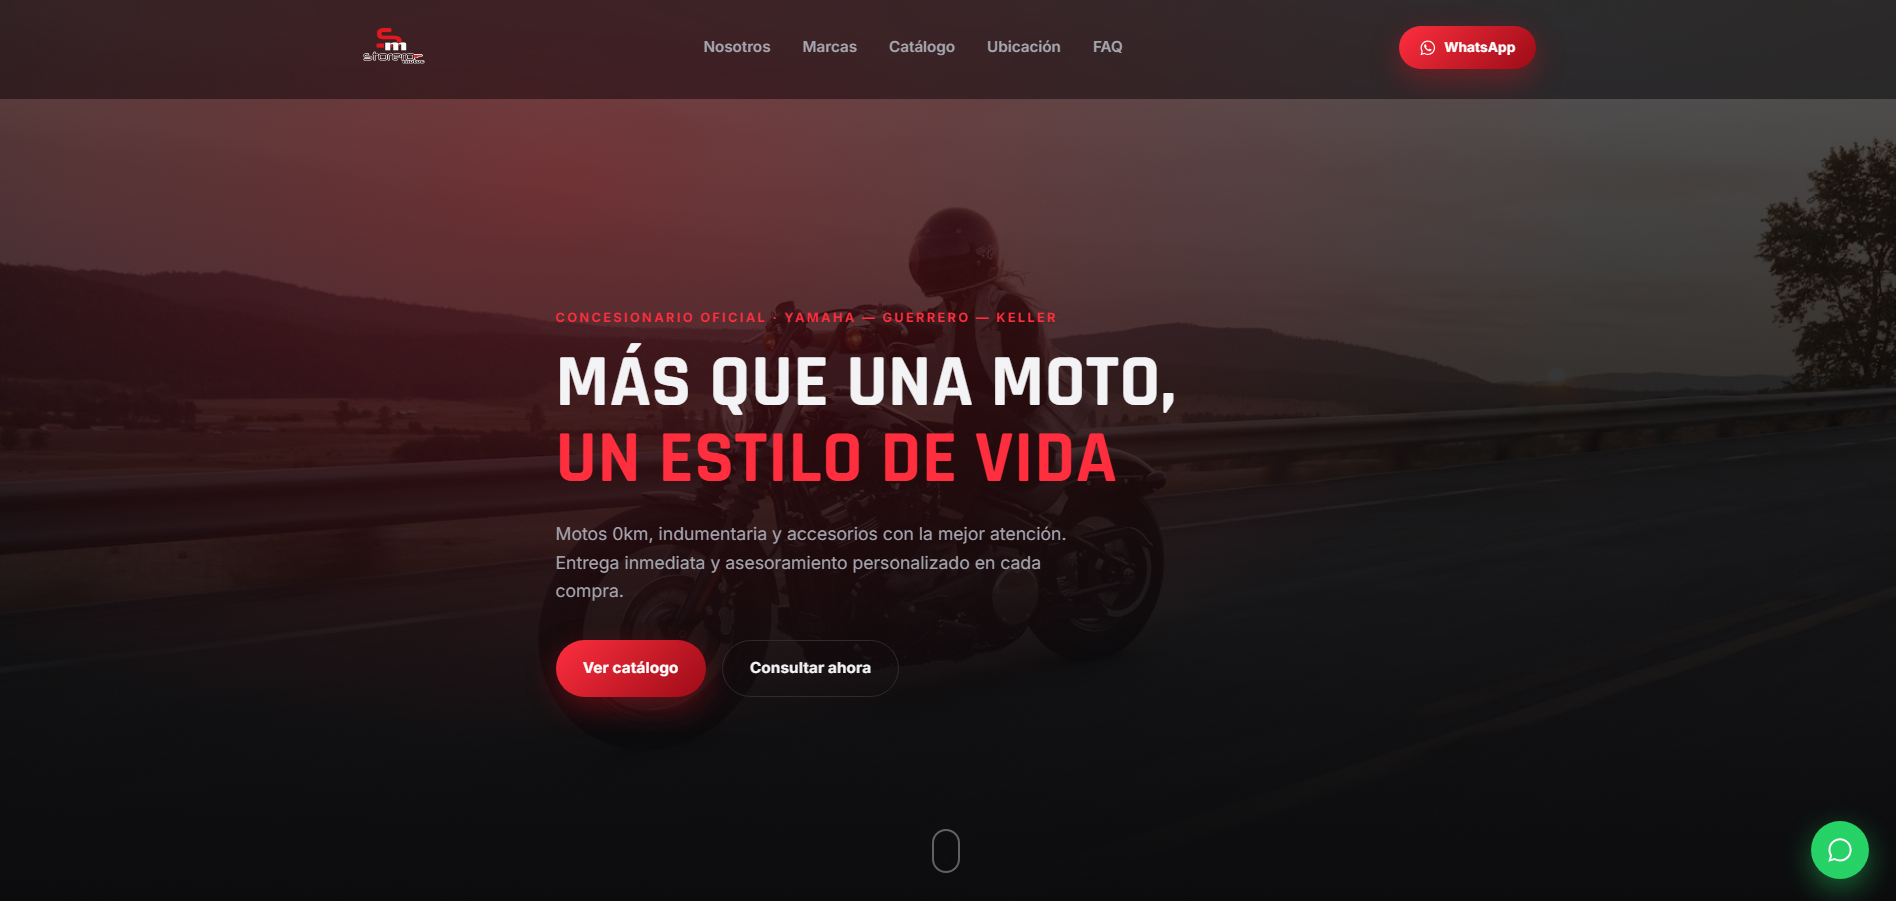 Sm
Nosotros
Marcas
Catálogo
Ubicación
FAQ
WhatsApp
CONCESIONARIO OFICIAL · YAMAHA — GUERRERO — KELLER
MÁS QUE UNA MOTO,
UN ESTILO DE VIDA
Motos 0km, indumentaria y accesorios con la mejor atención.
Entrega inmediata y asesoramiento personalizado en cada
compra.
Ver catálogo
Consultar ahora